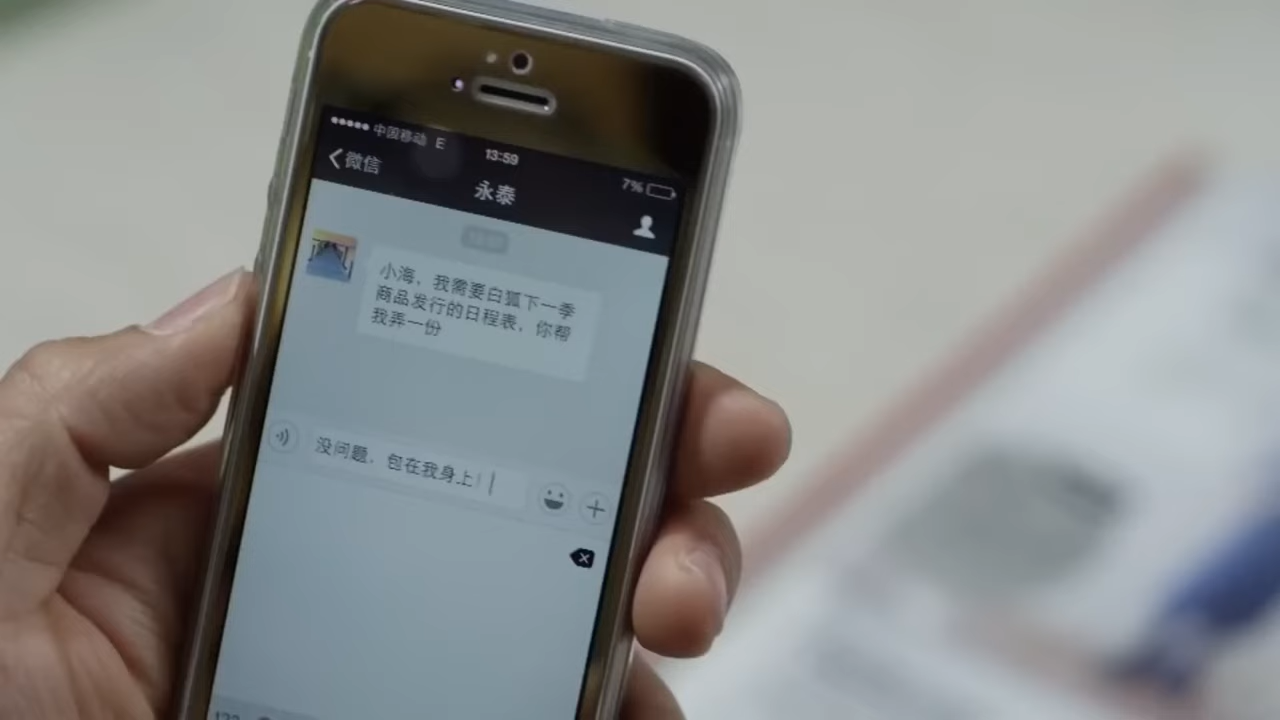 中国移动 E
13:59
7%
微信
永泰
小海，我需要白狐下一季
商品发行的日程表，你帮
我弄一份
没问题，包在我身上！
123